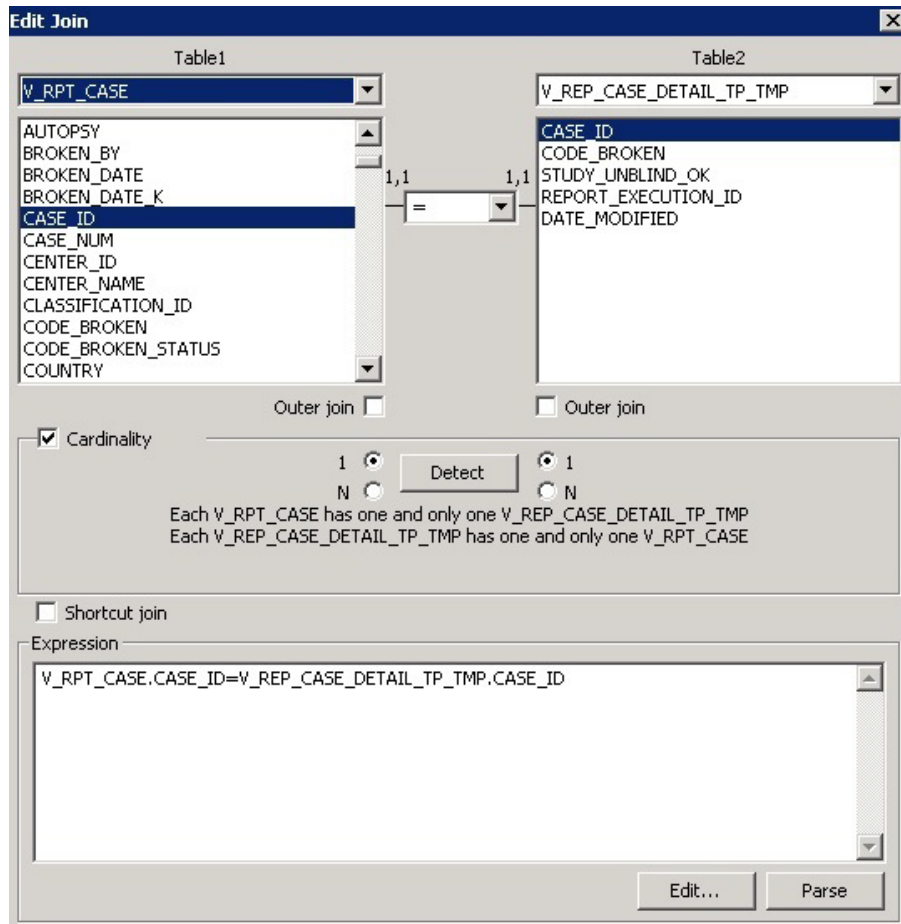 Edit Join
Table1
Table2
V_RPT_CASE
V_REP_CASE_DETAIL_TP_TMP
AUTOPSY
BROKEN_BY
BROKEN_DATE
BROKEN_DATE_K
CASE_ID
CASE_NUM
CENTER_ID
CENTER_NAME
CLASSIFICATION_ID
CODE_BROKEN
CODE_BROKEN_STATUS
COUNTRY
1,1
=
1,1
CASE_ID
CODE_BROKEN
STUDY_UNBLIND_OK
REPORT_EXECUTION_ID
DATE_MODIFIED
Outer join
Outer join
Cardinality
1
Detect
1
N
N
Each V_RPT_CASE has one and only one V_REP_CASE_DETAIL_TP_TMP
Each V_REP_CASE_DETAIL_TP_TMP has one and only one V_RPT_CASE
Shortcut join
Expression
V_RPT_CASE.CASE_ID=V_REP_CASE_DETAIL_TP_TMP.CASE_ID
Edit...
Parse